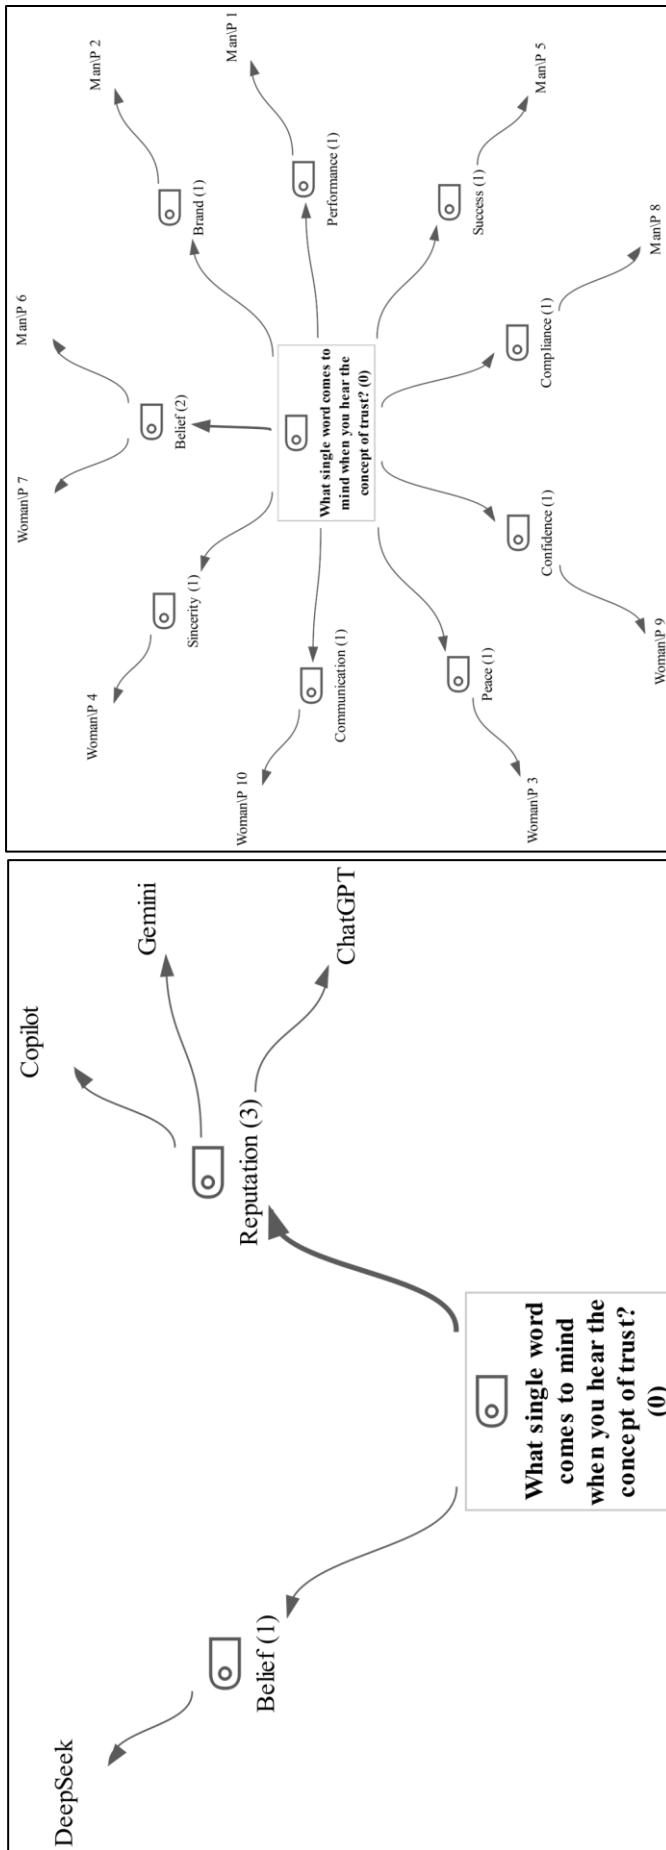 Man\P 2
Man\P 1
Man\P 5
Brand (1)
Performance (1)
Success (1)
Man\P 8
Man\P 6
Compliance (1)
Belief (2)
What single word comes to
mind when you hear the
concept of trust? (0)
Woman\P 7
Confidence (1)
Sincerity (1)
Woman\P 9
Communication (1)
Peace (1)
Woman\P 4
Woman\P 10
Woman\P 3
Gemini
ChatGPT
Copilot
Reputation (3)
What single word
comes to mind
when you hear the
concept of trust?
(0)
Belief (1)
DeepSeek